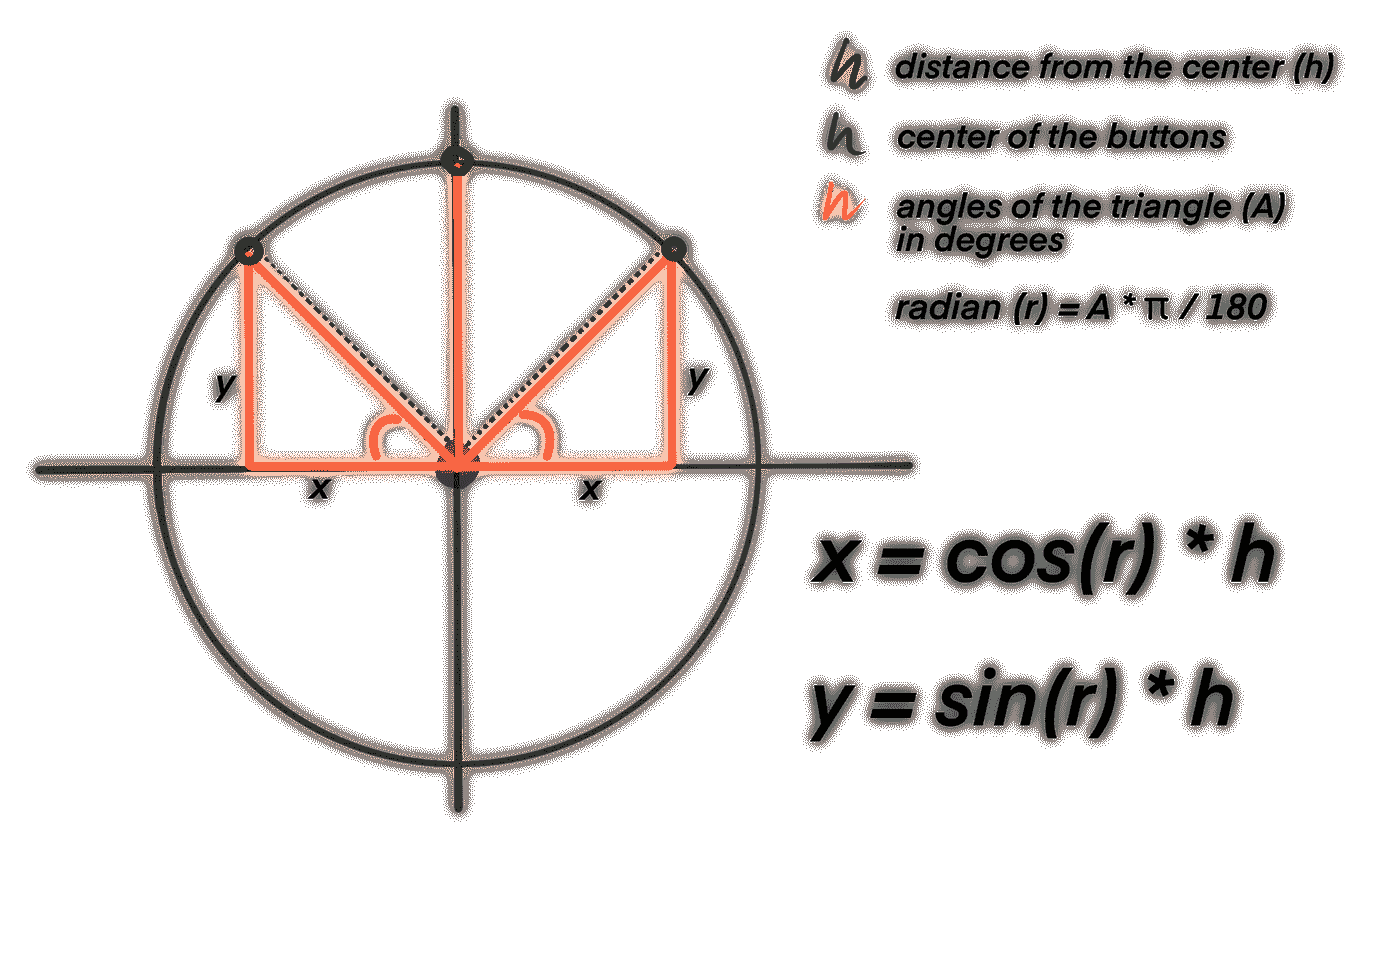 h distance from the center (h)
h center of the buttons
h angles of the triangle (A)
in degrees
radian (r) = A * π / 180
y
y
x
x
x = cos(r) * h
y = sin(r) * h